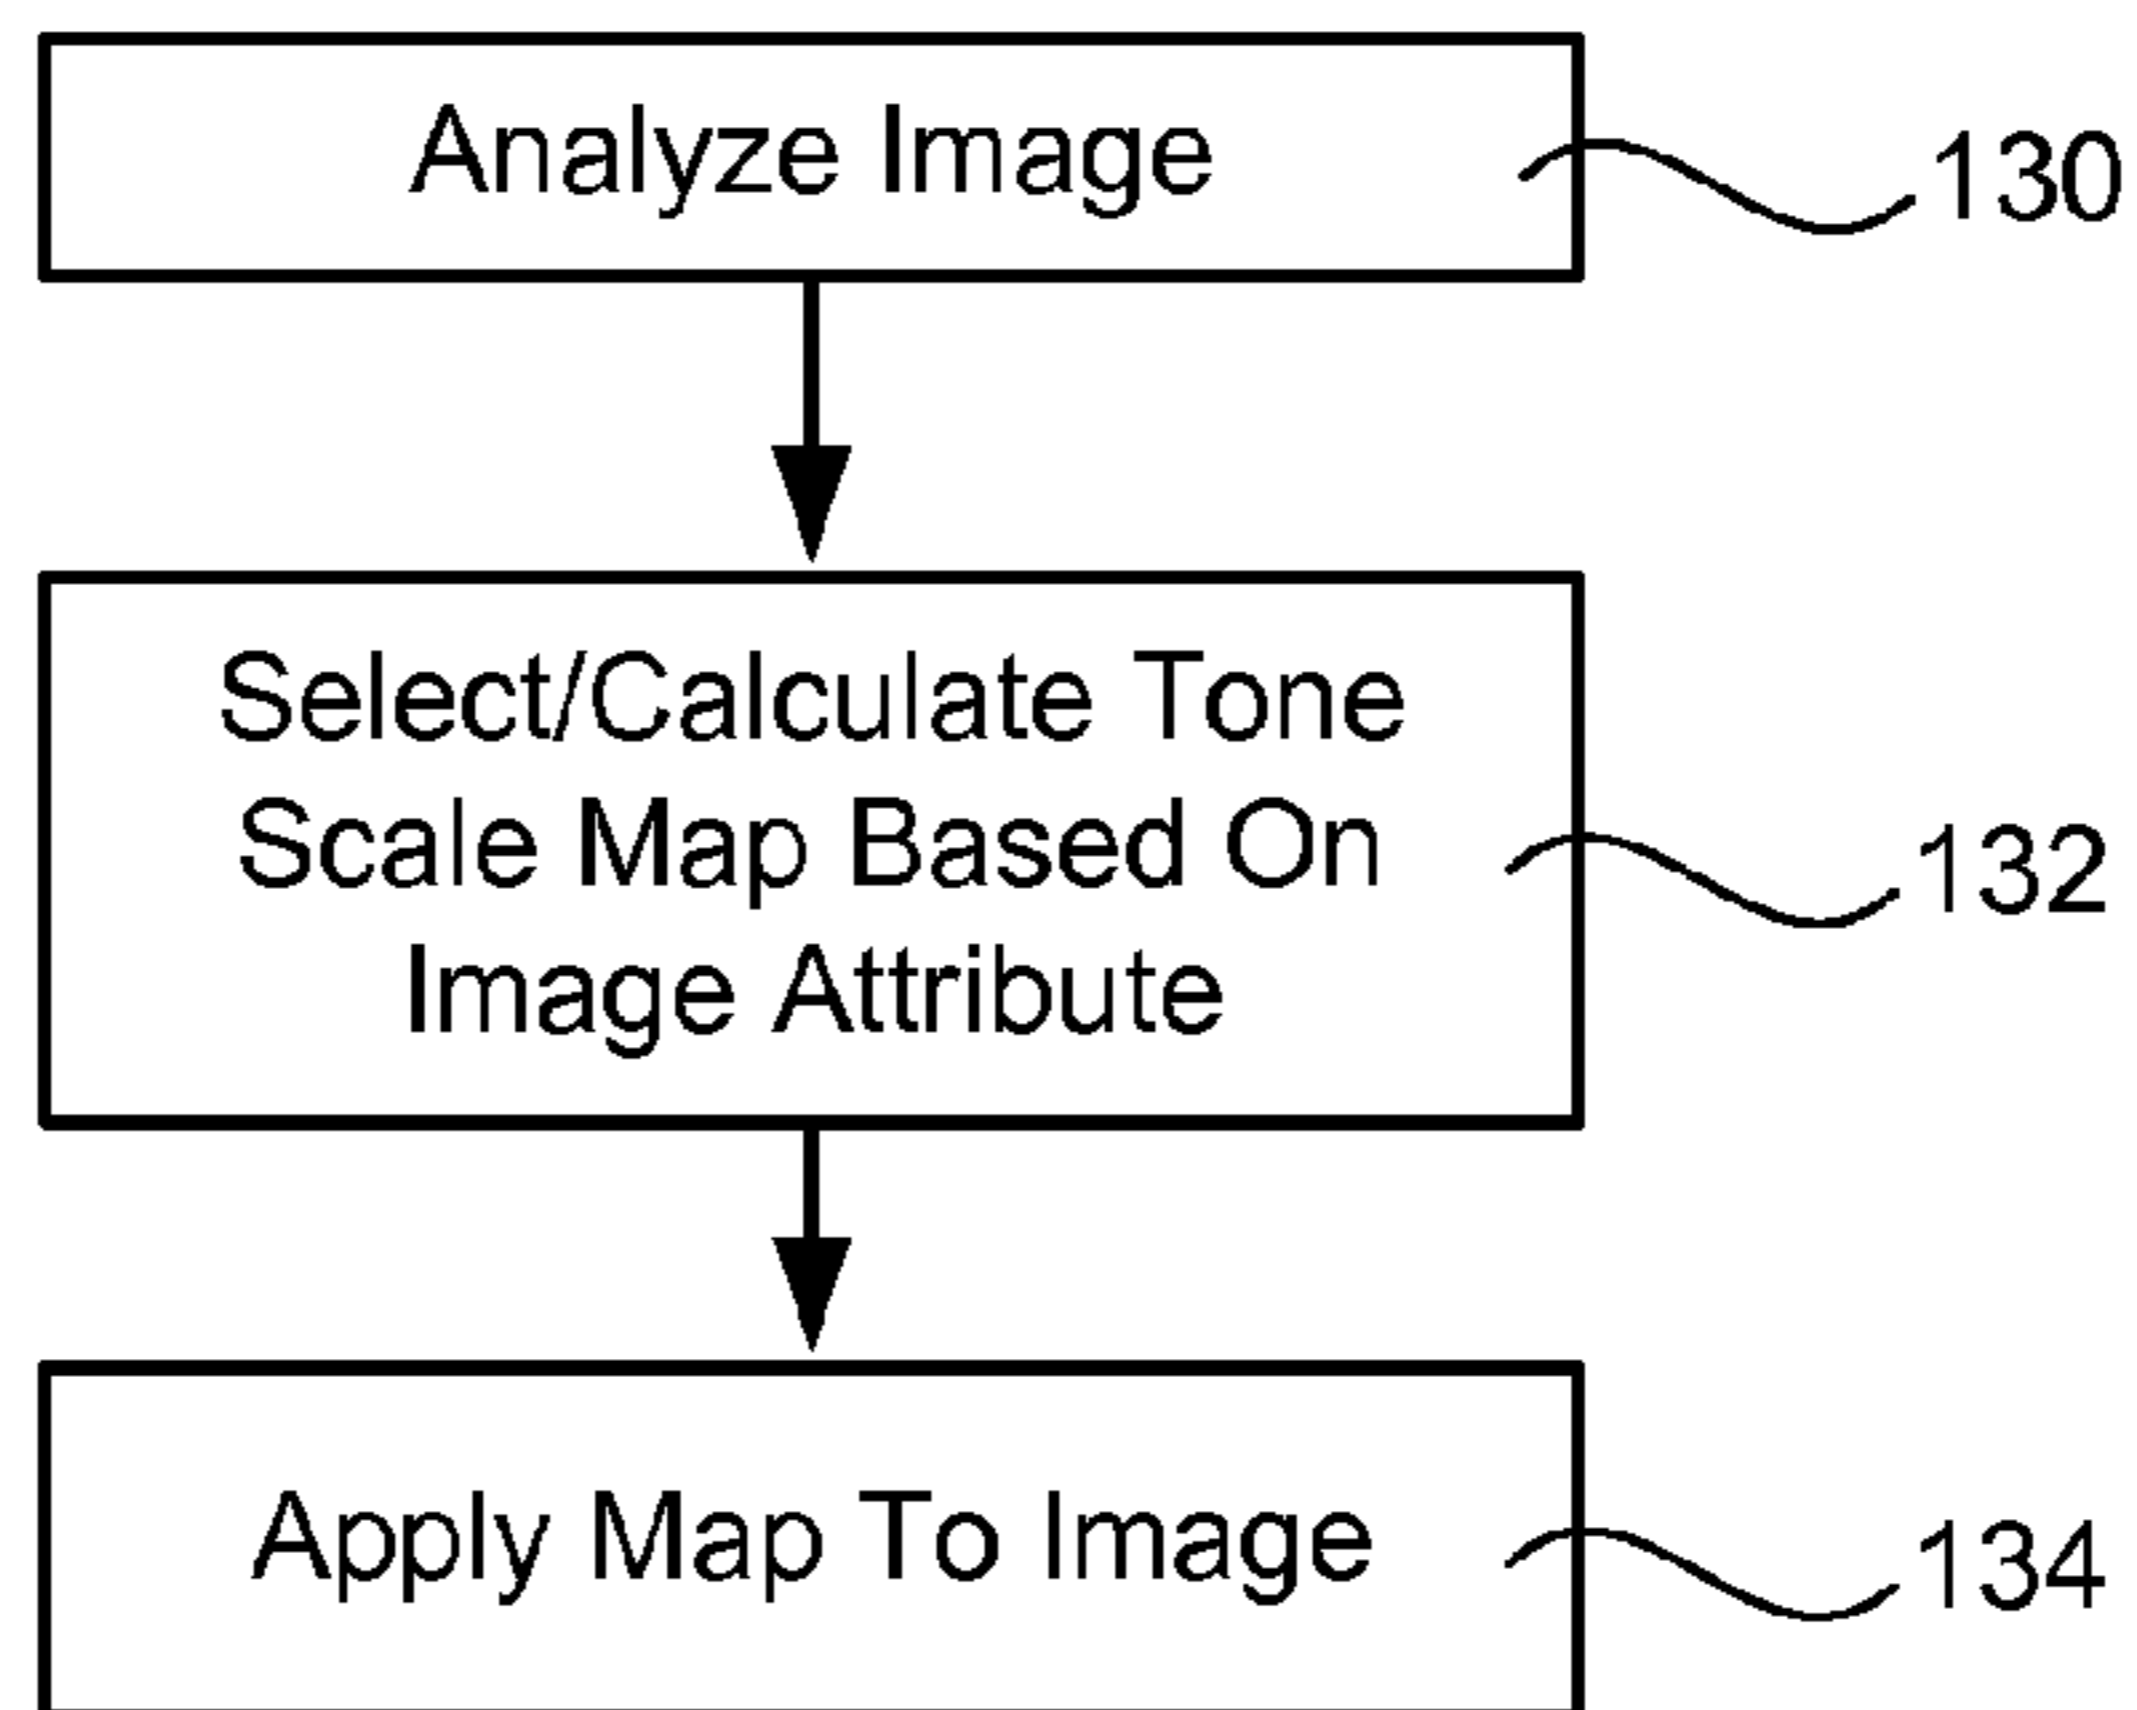 Analyze Image
130
Select/Calculate Tone
Scale Map Based On
Image Attribute
132
Apply Map To Image
134